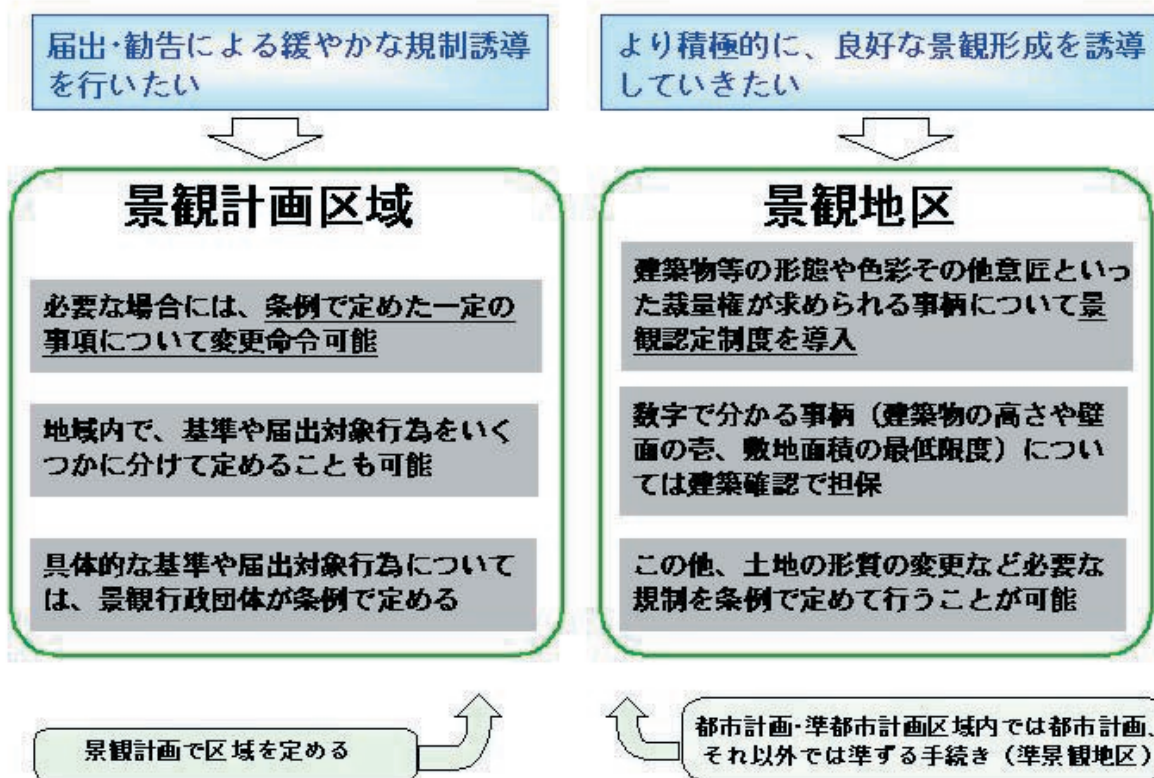 届出･勧告による緩やかな規制誘導
を行いたい
景観計画区域
必要な場合には、条例で定めた一定の
事項について変更命令可能
地域内で、基準や届出対象行為をいく
つかに分けて定めることも可能
具体的な基準や届出対象行為について
は、景観行政団体が条例で定める
景観計画で区域を定める
より積極的に、良好な景観形成を誘導
していきたい
景観地区
建築物等の形態や色彩その他意匠といっ
た裁量権が求められる事柄について景
観認定制度を導入
数字で分かる事柄（建築物の高さや壁
面の壱、敷地面積の最低限度）につい
ては建築確認で担保
この他、土地の形質の変更など必要な
規制を条例で定めて行うことが可能
都市計画･準都市計画区域内では都市計画、
それ以外では準ずる手続き（準景観地区）